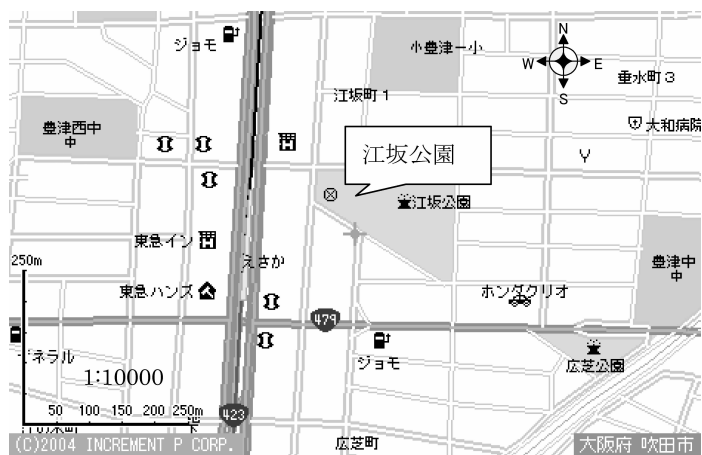 ジョモ
小豊津一小
N
W
E
S
垂水町3
江坂町1
豊津西中
中
大和病院
江坂公園
江坂公園
東急イン
えさか
250m
豊津中
中
東急ハンズ
ホンダクリオ
479
ネラル
ジョモ
広芝公園
1:10000
50 100 150 200 250m
423
広芝町
(C)2004 INCREMENT P CORP.
大阪府 吹田市